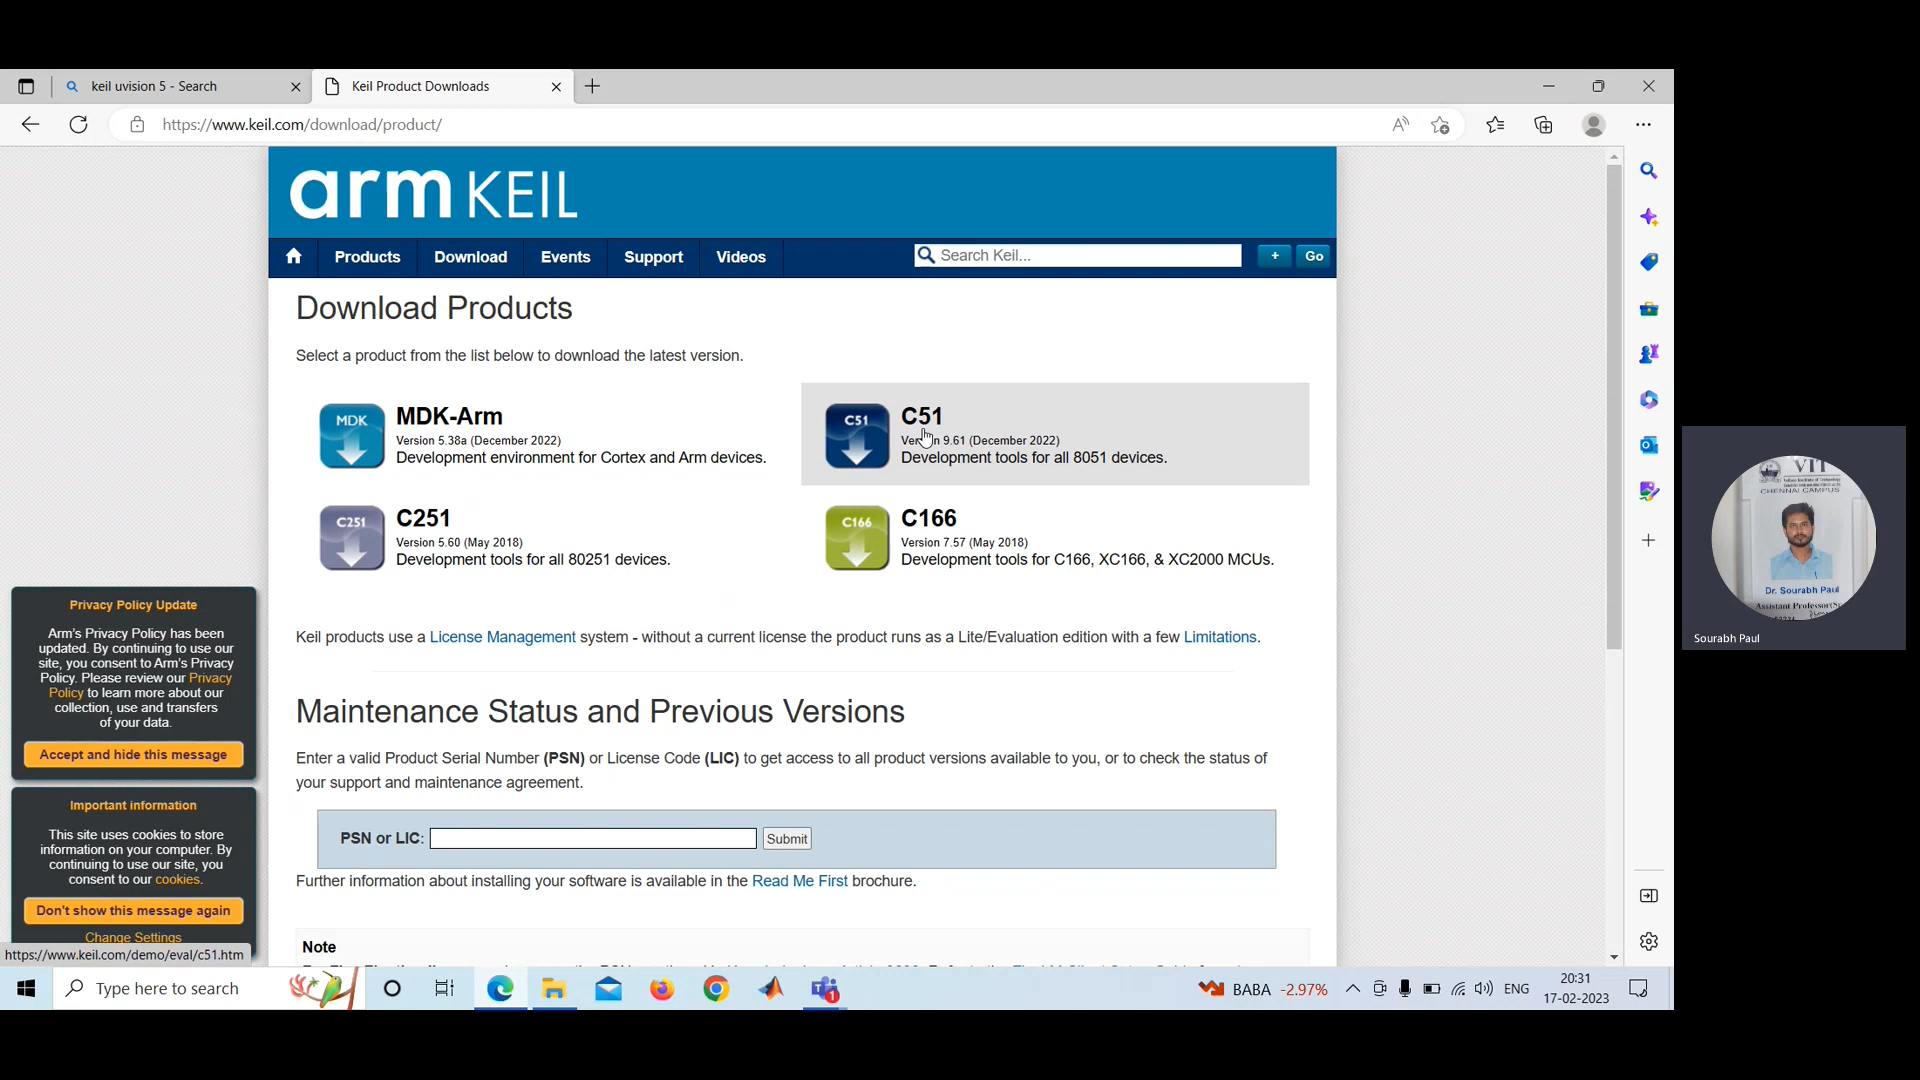 keil uvision 5 - Search
Keil Product Downloads
https://www.keil.com/download/product/
arm KEIL
Products
Download
Events
Support
Videos
Search Keil...
+
Go
Download Products
Select a product from the list below to download the latest version.
MDK
MDK-Arm
Version 5.38a (December 2022)
Development environment for Cortex and Arm devices.
C51
C51
9.61 (December 2022)
Development tools for all 8051 devices.
C251
C251
Version 5.60 (May 2018)
Development tools for all 80251 devices.
C166
C166
Version 7.57 (May 2018)
Development tools for C166, XC166, & XC2000 MCUs.
Keil products use a License Management system - without a current license the product runs as a Lite/Evaluation edition with a few Limitations.
Maintenance Status and Previous Versions
Enter a valid Product Serial Number (PSN) or License Code (LIC) to get access to all product versions available to you, or to check the status of
your support and maintenance agreement.
PSN or LIC:
Submit
Further information about installing your software is available in the Read Me First brochure.
Note
Privacy Policy Update
Arm's Privacy Policy has been
updated. By continuing to use our
site, you consent to Arm's Privacy
Policy. Please review our Privacy
Policy to learn more about our
collection, use and transfers
of your data.
Accept and hide this message
Important information
This site uses cookies to store
information on your computer. By
continuing to use our site, you
consent to our cookies.
Don't show this message again
Change Settings
https://www.keil.com/demo/eval/c51.htm
Type here to search
BABA -2.97%
ENG
20:31
17-02-2023
VIT
CHENNAI CAMPUS
Dr. Sourabh Paul
Sourabh Paul